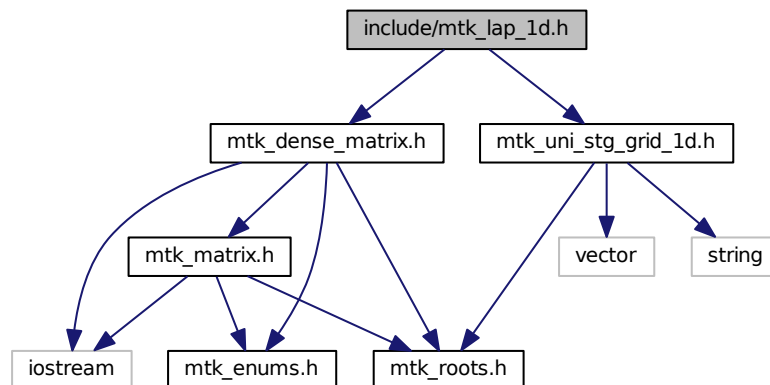 include/mtk_lap_1d.h
mtk_dense_matrix.h
mtk_uni_stg_grid_1d.h
mtk_matrix.h
vector
string
iostream
mtk_enums.h
mtk_roots.h